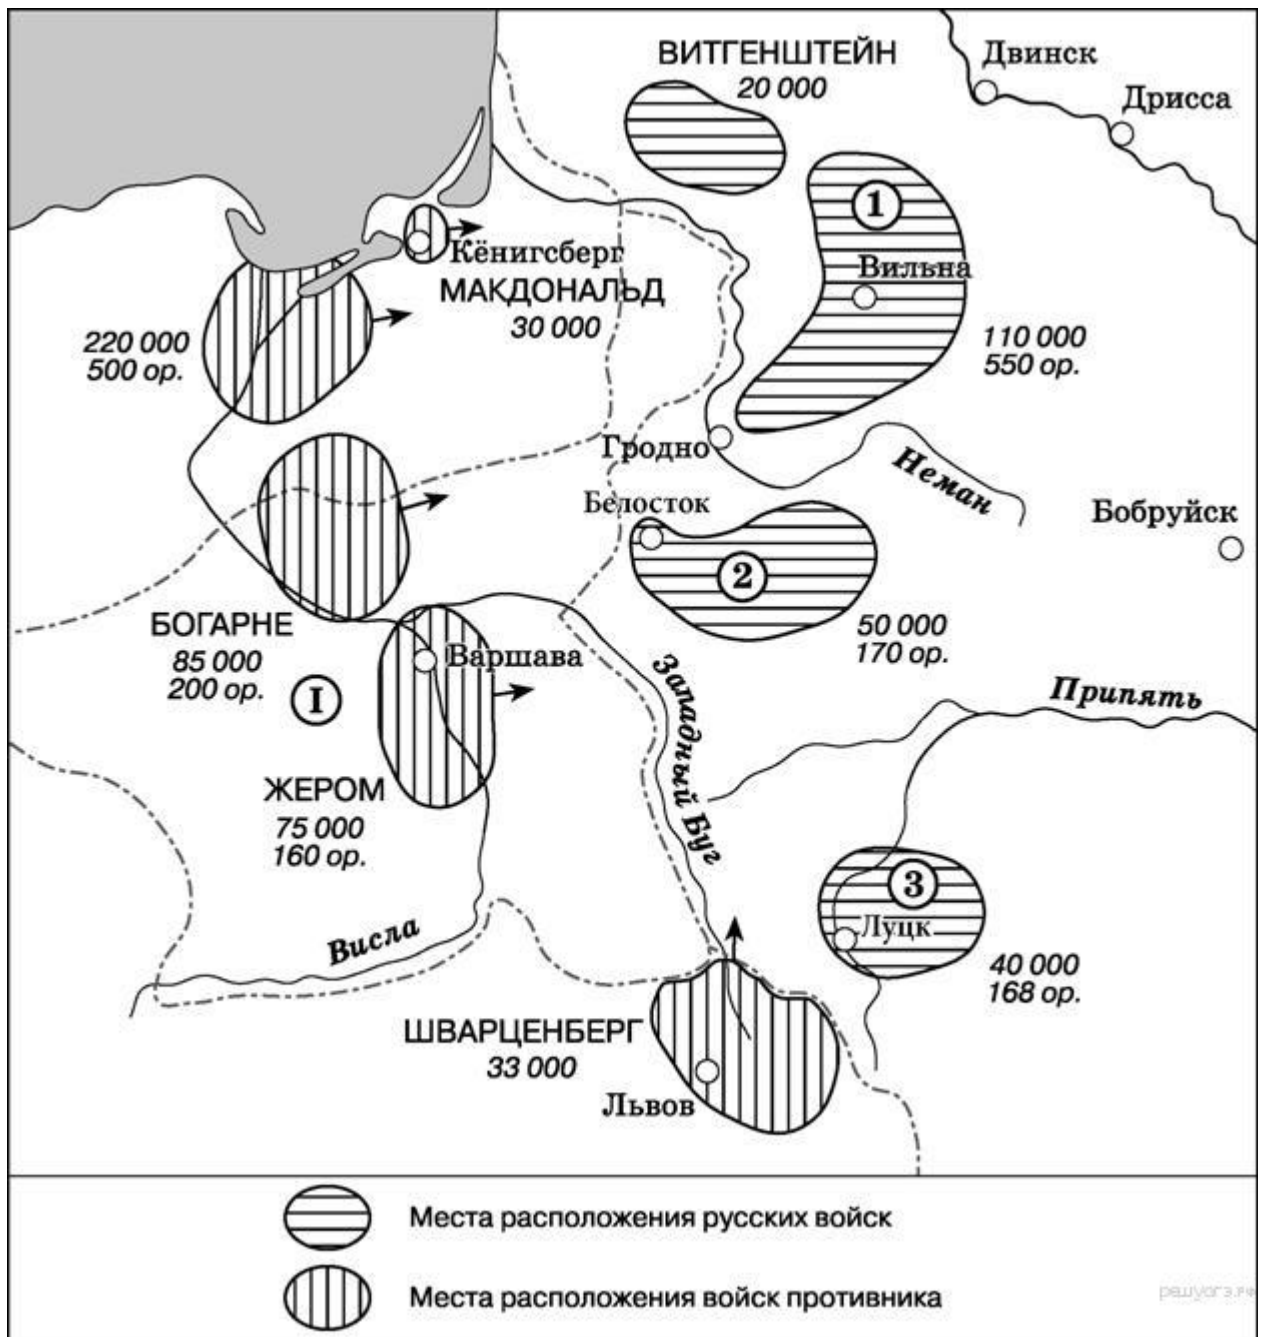 ВИТГЕНШТЕЙН
20 000
Двинск
Дрисса
1
Вильна
110 000
550 ор.
Кёнигсберг
МАКДОНАЛЬД
30 000
220 000
500 ор.
Гродно
Неман
Белосток
Бобруйск
2
50 000
170 ор.
БОГАРНЕ
85 000
200 ор.
I
Варшава
Западный Буг
Припять
ЖЕРОМ
75 000
160 ор.
3
Луцк
40 000
168 ор.
Висла
ШВАРЦЕНБЕРГ
33 000
Львов
Места расположения русских войск
Места расположения войск противника
решуогэ.рф